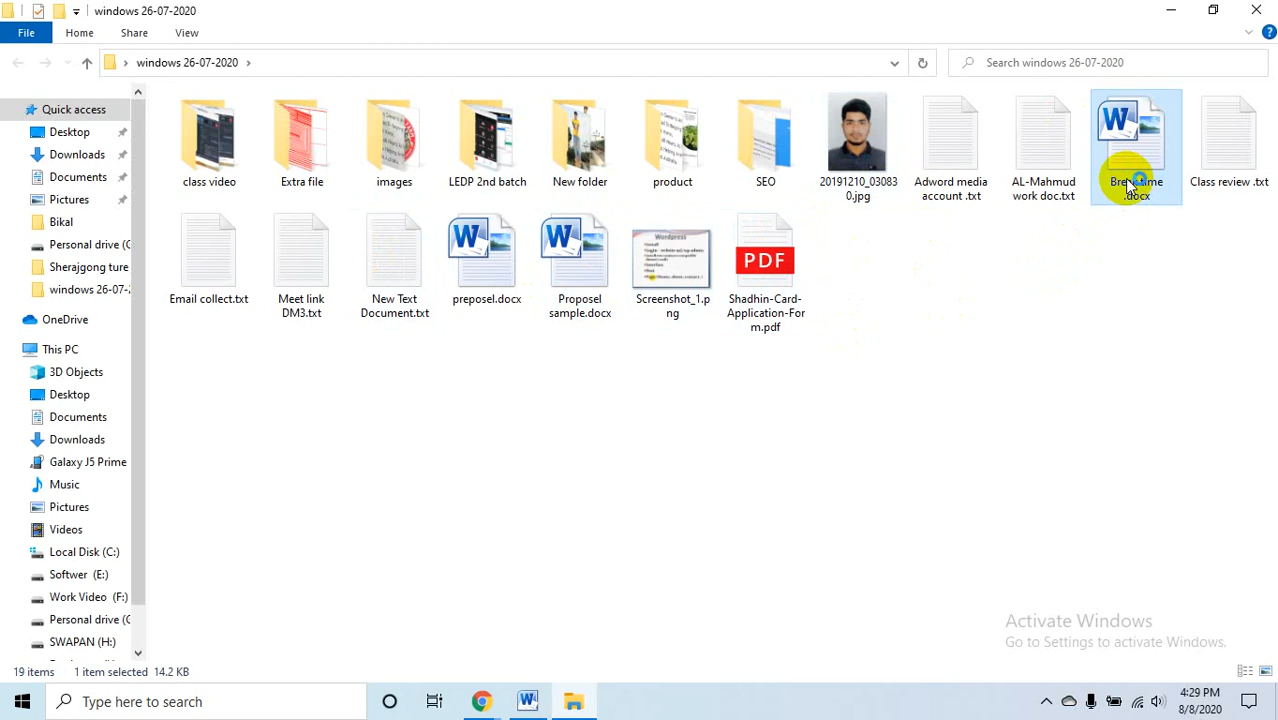 windows 26-07-2020
File Home Share View
windows 26-07-2020
Search windows 26-07-2020
Quick access
Desktop
Downloads
Documents
Pictures
Bikal
Personal drive (G
Sherajgong ture
windows 26-07-
OneDrive
This PC
3D Objects
Desktop
Documents
Downloads
Galaxy J5 Prime
Music
Pictures
Videos
Local Disk (C:)
Softwer (E:)
Work Video (F:)
Personal drive (G
SWAPAN (H:)
class video
Extra file
images
LEDP 2nd batch
New folder
product
SEO
20191210_03083
0.jpg
Adword media
account .txt
AL-Mahmud
work doc.txt
.docx
Class review .txt
Email collect.txt
Meet link
DM3.txt
New Text
Document.txt
preposel.docx
Proposel
sample.docx
Wordpress
Screenshot_1.p
ng
PDF
Shadhin-Card-
Application-For
m.pdf
Activate Windows
Go to Settings to activate Windows.
19 items 1 item selected 14.2 KB
Type here to search
4:29 PM
8/8/2020